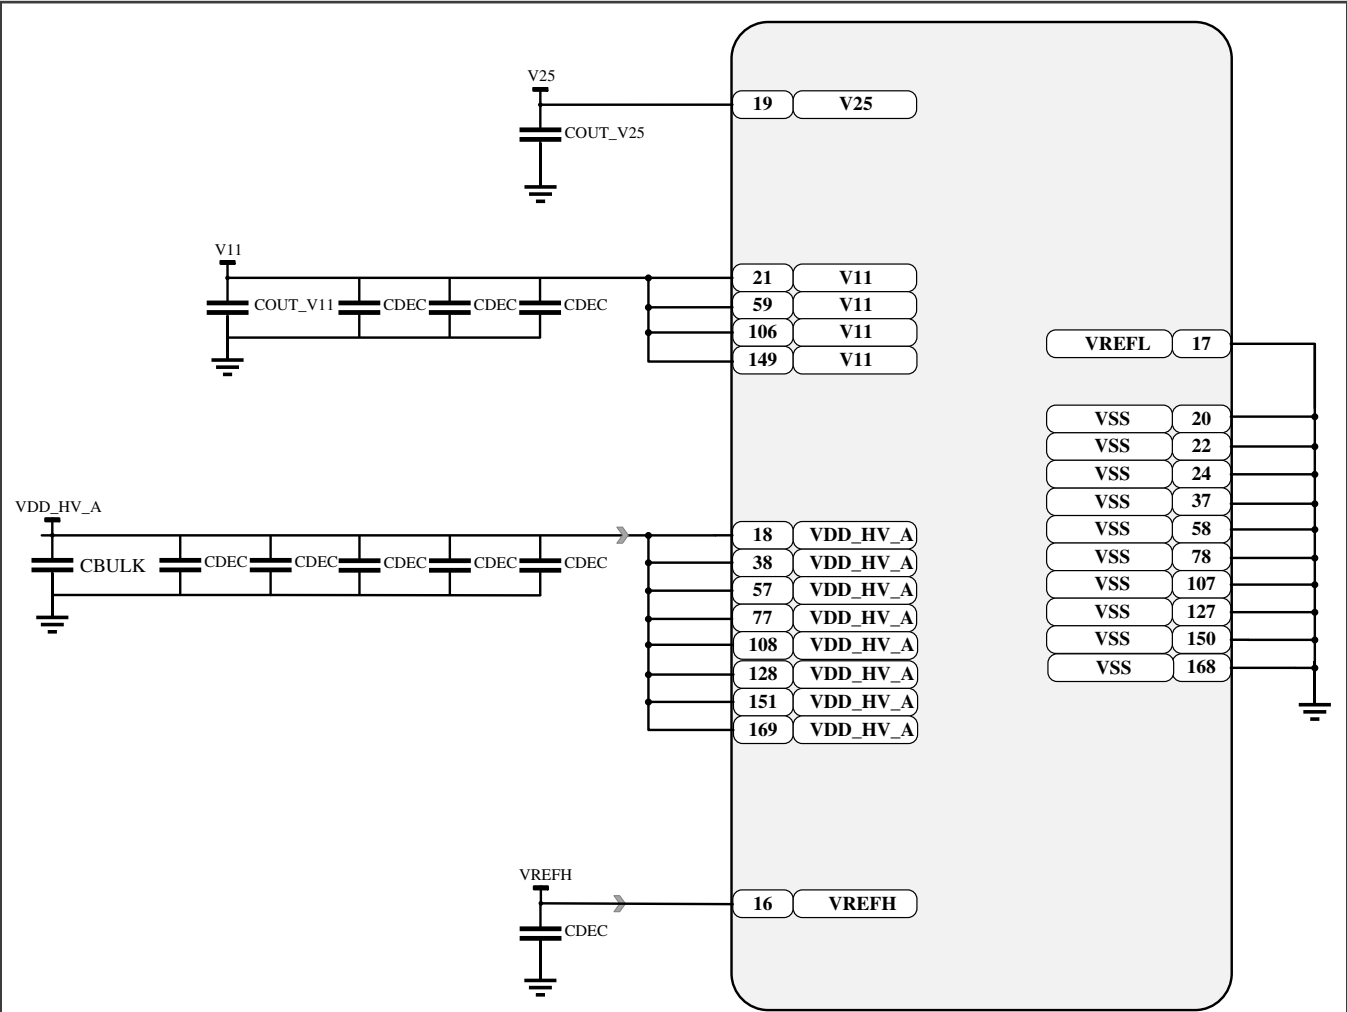 V25
19 V25
COUT_V25
V11
21 V11
COUT_V11 CDEC CDEC CDEC
59 V11
106 V11
149 V11
VREFL 17
VSS 20
VSS 22
VSS 24
VSS 37
VSS 58
VSS 78
VSS 107
VSS 127
VSS 150
VSS 168
VDD_HV_A
18 VDD_HV_A
CBULK CDEC CDEC CDEC CDEC CDEC
38 VDD_HV_A
57 VDD_HV_A
77 VDD_HV_A
108 VDD_HV_A
128 VDD_HV_A
151 VDD_HV_A
169 VDD_HV_A
VREFH
16 VREFH
CDEC